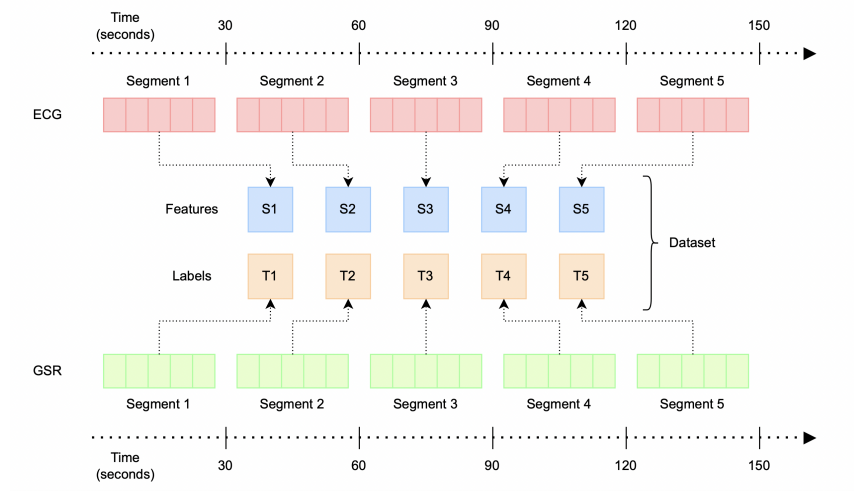 Time
(seconds)
30 60 90 120 150
Segment 1 Segment 2 Segment 3 Segment 4 Segment 5
ECG
Features S1 S2 S3 S4 S5
Dataset
Labels T1 T2 T3 T4 T5
GSR
Segment 1 Segment 2 Segment 3 Segment 4 Segment 5
Time
(seconds)
30 60 90 120 150